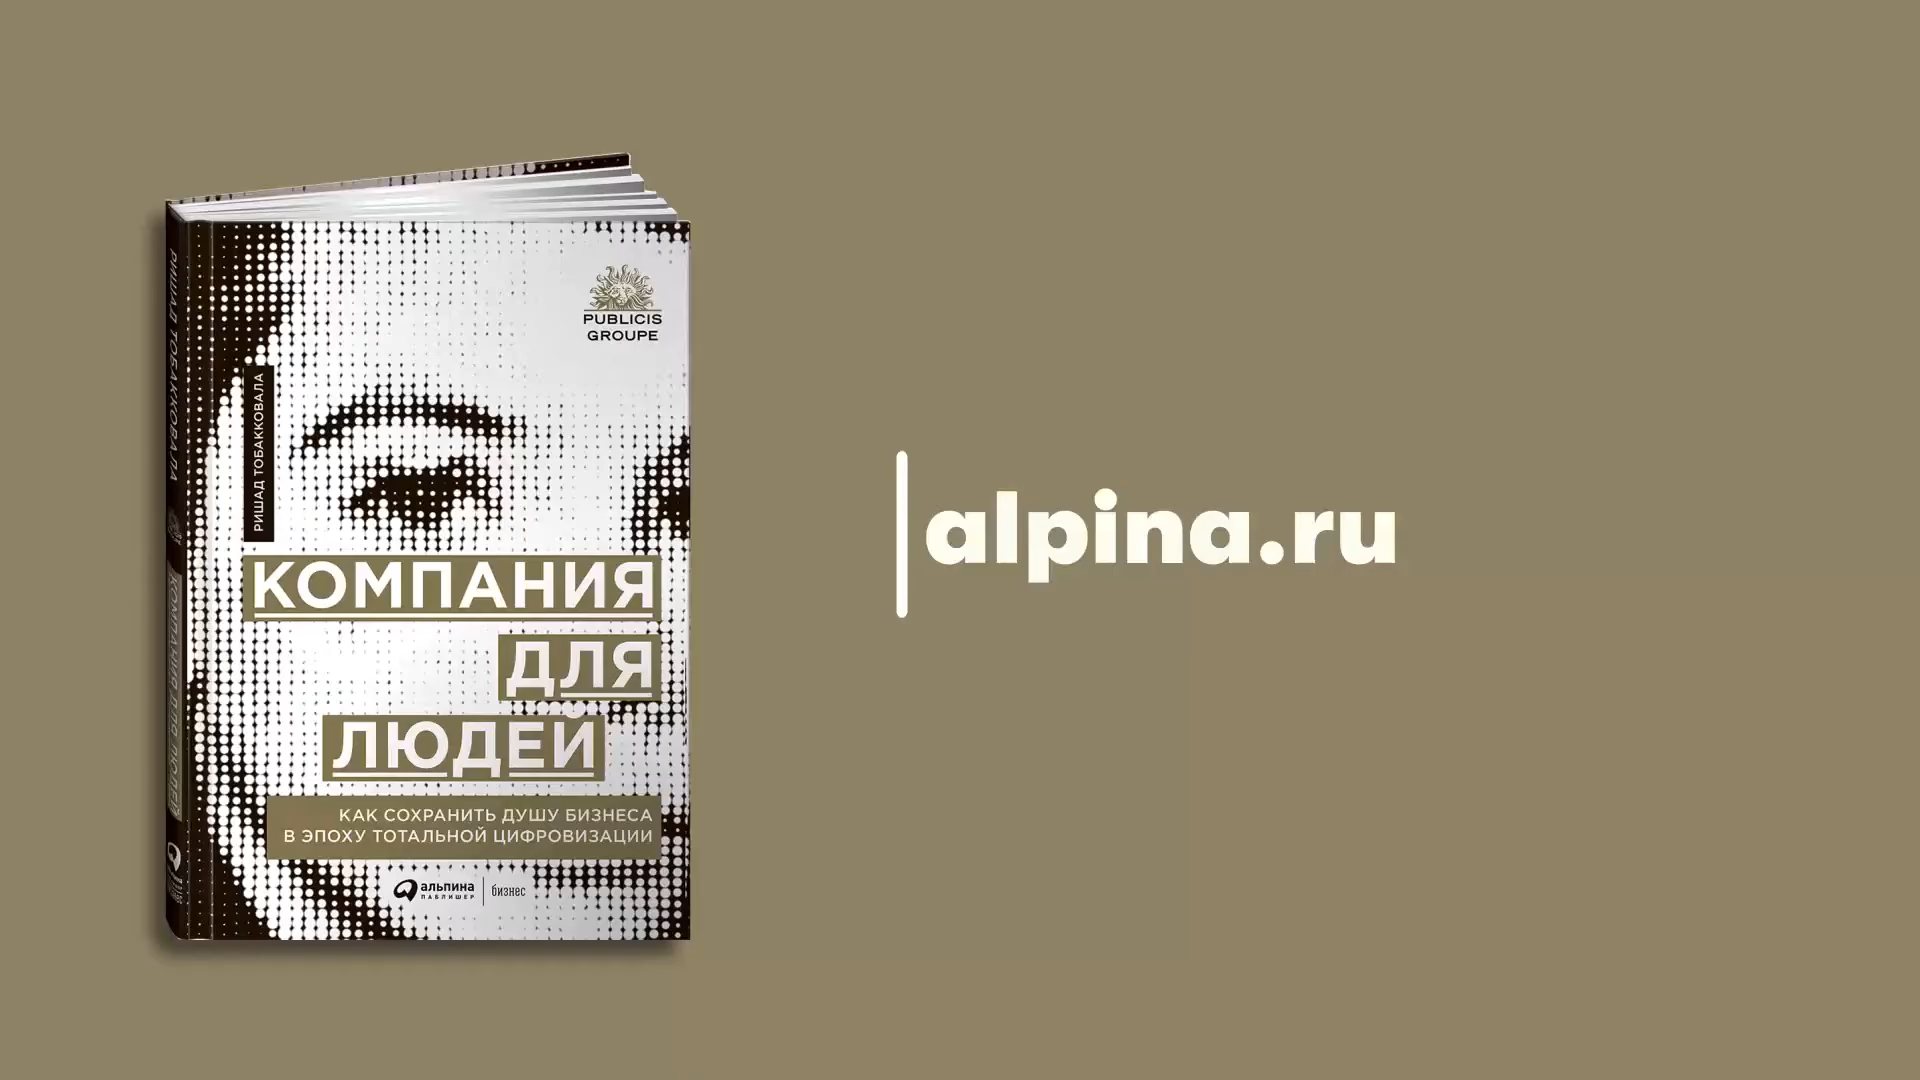 PUBLICIS
GROUPE
РИШАД ТОБАККОВАЛА
РИШАД ТОБАККОВАЛА
КОМПАНИЯ
ДЛЯ
ЛЮДЕЙ
КОМПАНИЯ ДЛЯ ЛЮДЕЙ
КАК СОХРАНИТЬ ДУШУ БИЗНЕСА
В ЭПОХУ ТОТАЛЬНОЙ ЦИФРОВИЗАЦИИ
альпина
ПАБЛИШЕР
бизнес
alpina.ru